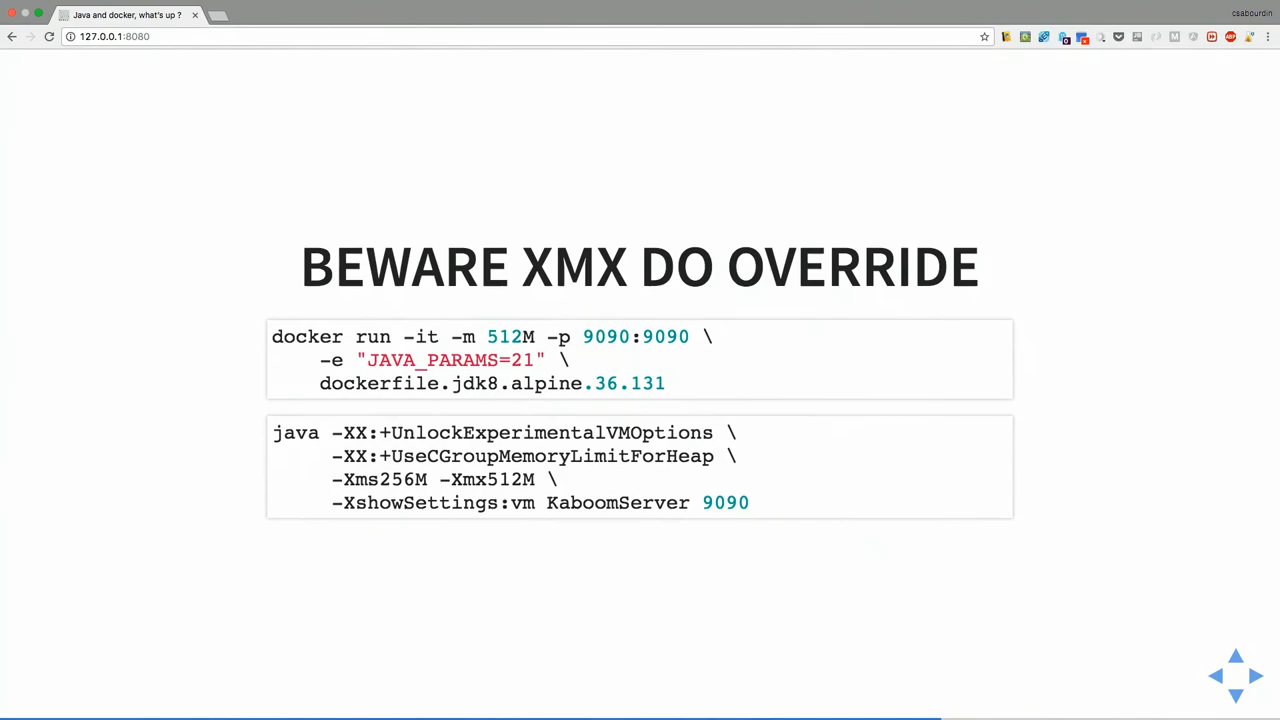 Java and docker, what's up ?
csabourdin
127.0.0.1:8080
BEWARE XMX DO OVERRIDE
docker run -it -m 512M -p 9090:9090 \
-e "JAVA_PARAMS=21" \
dockerfile.jdk8.alpine.36.131
java -XX:+UnlockExperimentalVMOptions \
-XX:+UseCGroupMemoryLimitForHeap \
-Xms256M -Xmx512M \
-XshowSettings:vm KaboomServer 9090